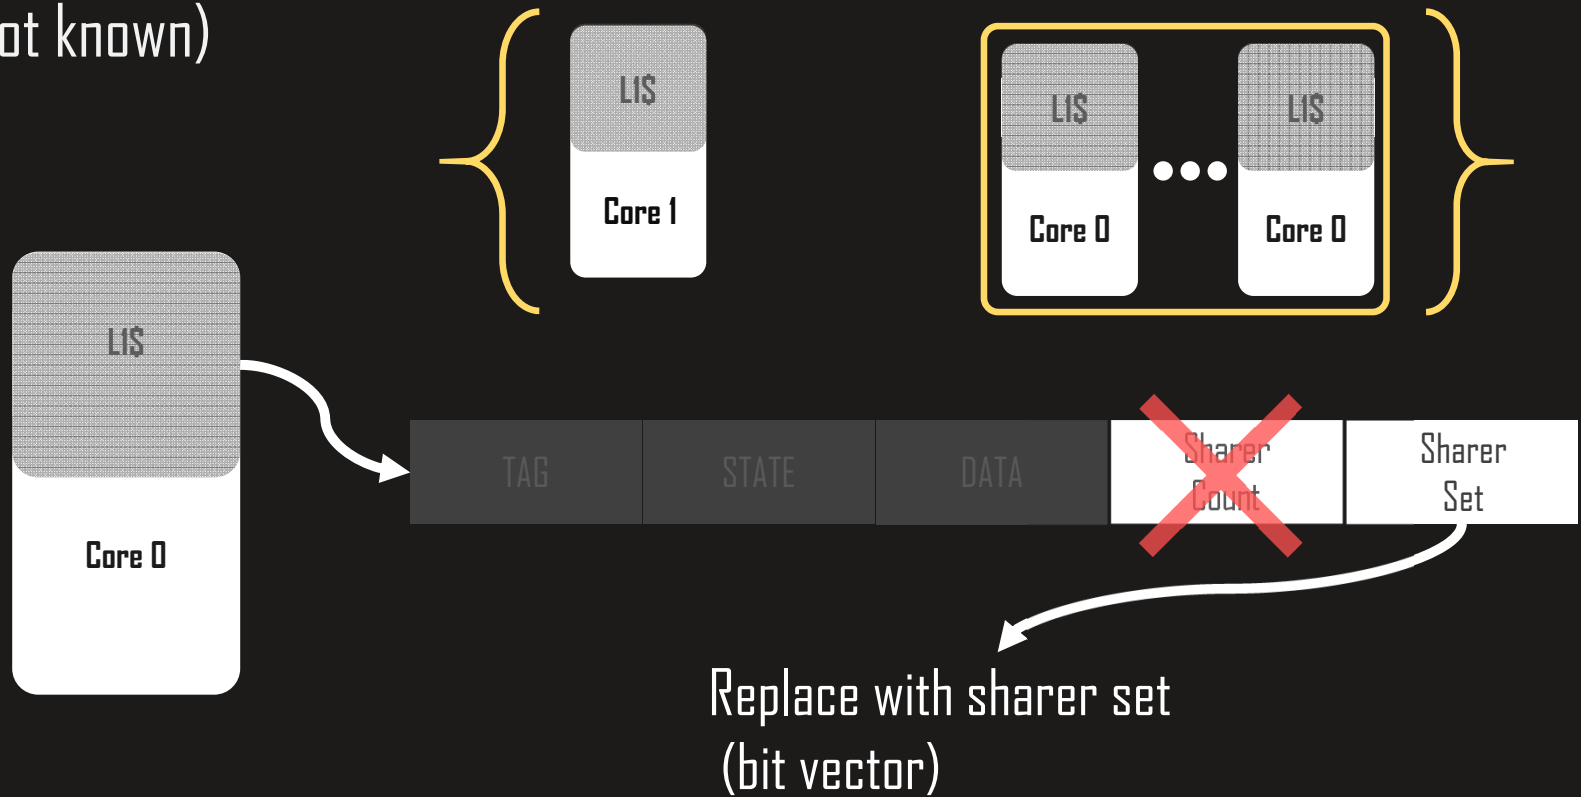 ot known)
L1$
Core 1
L1$
Core 0
L1$
Core 0
L1$
Core 0
TAG
STATE
DATA
Sharer
Count
Sharer
Set
Replace with sharer set
(bit vector)